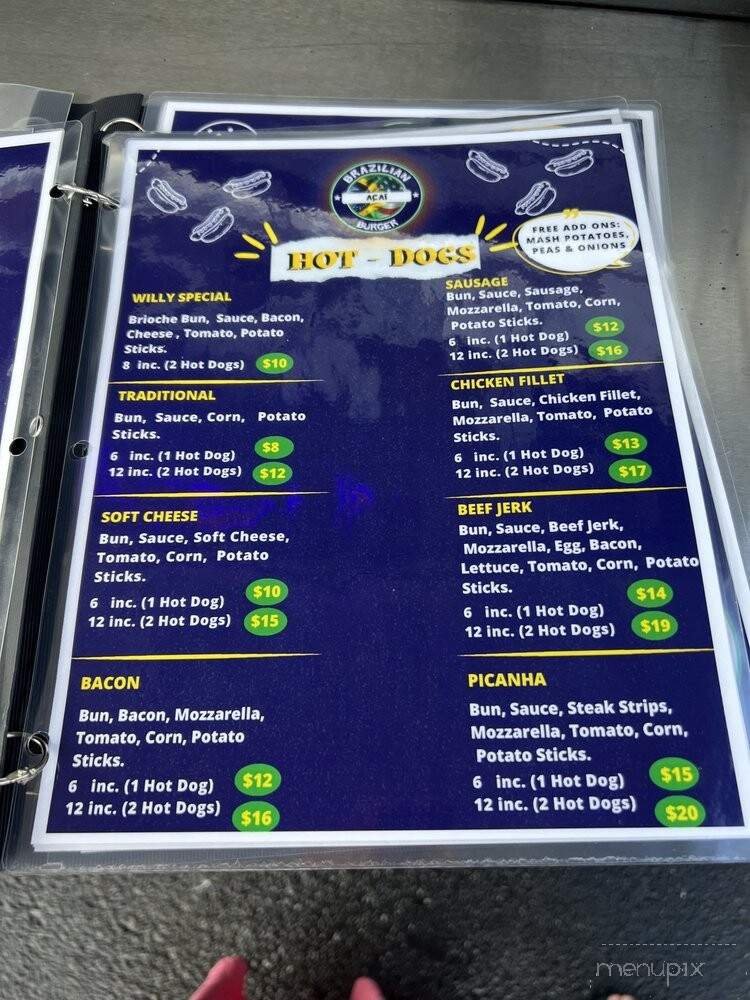 BRAZILIAN
AÇAÍ
BURGER
HOT - DOGS
FREE ADD ONS:
MASH POTATOES,
PEAS & ONIONS
WILLY SPECIAL
Brioche Bun, Sauce, Bacon,
Cheese , Tomato, Potato
Sticks.
8 inc. (2 Hot Dogs) $10
TRADITIONAL
Bun, Sauce, Corn, Potato
Sticks.
6 inc. (1 Hot Dog) $8
12 inc. (2 Hot Dogs) $12
SOFT CHEESE
Bun, Sauce, Soft Cheese,
Tomato, Corn, Potato
Sticks.
6 inc. (1 Hot Dog) $10
12 inc. (2 Hot Dogs) $15
BACON
Bun, Bacon, Mozzarella,
Tomato, Corn, Potato
Sticks.
6 inc. (1 Hot Dog) $12
12 inc. (2 Hot Dogs) $16
SAUSAGE
Bun, Sauce, Sausage,
Mozzarella, Tomato, Corn,
Potato Sticks.
6 inc. (1 Hot Dog) $12
12 inc. (2 Hot Dogs) $16
CHICKEN FILLET
Bun, Sauce, Chicken Fillet,
Mozzarella, Tomato, Potato
Sticks.
6 inc. (1 Hot Dog) $13
12 inc. (2 Hot Dogs) $17
BEEF JERK
Bun, Sauce, Beef Jerk,
Mozzarella, Egg, Bacon,
Lettuce, Tomato, Corn, Potato
Sticks.
6 inc. (1 Hot Dog) $14
12 inc. (2 Hot Dogs) $19
PICANHA
Bun, Sauce, Steak Strips,
Mozzarella, Tomato, Corn,
Potato Sticks.
6 inc. (1 Hot Dog) $15
12 inc. (2 Hot Dogs) $20
menupix